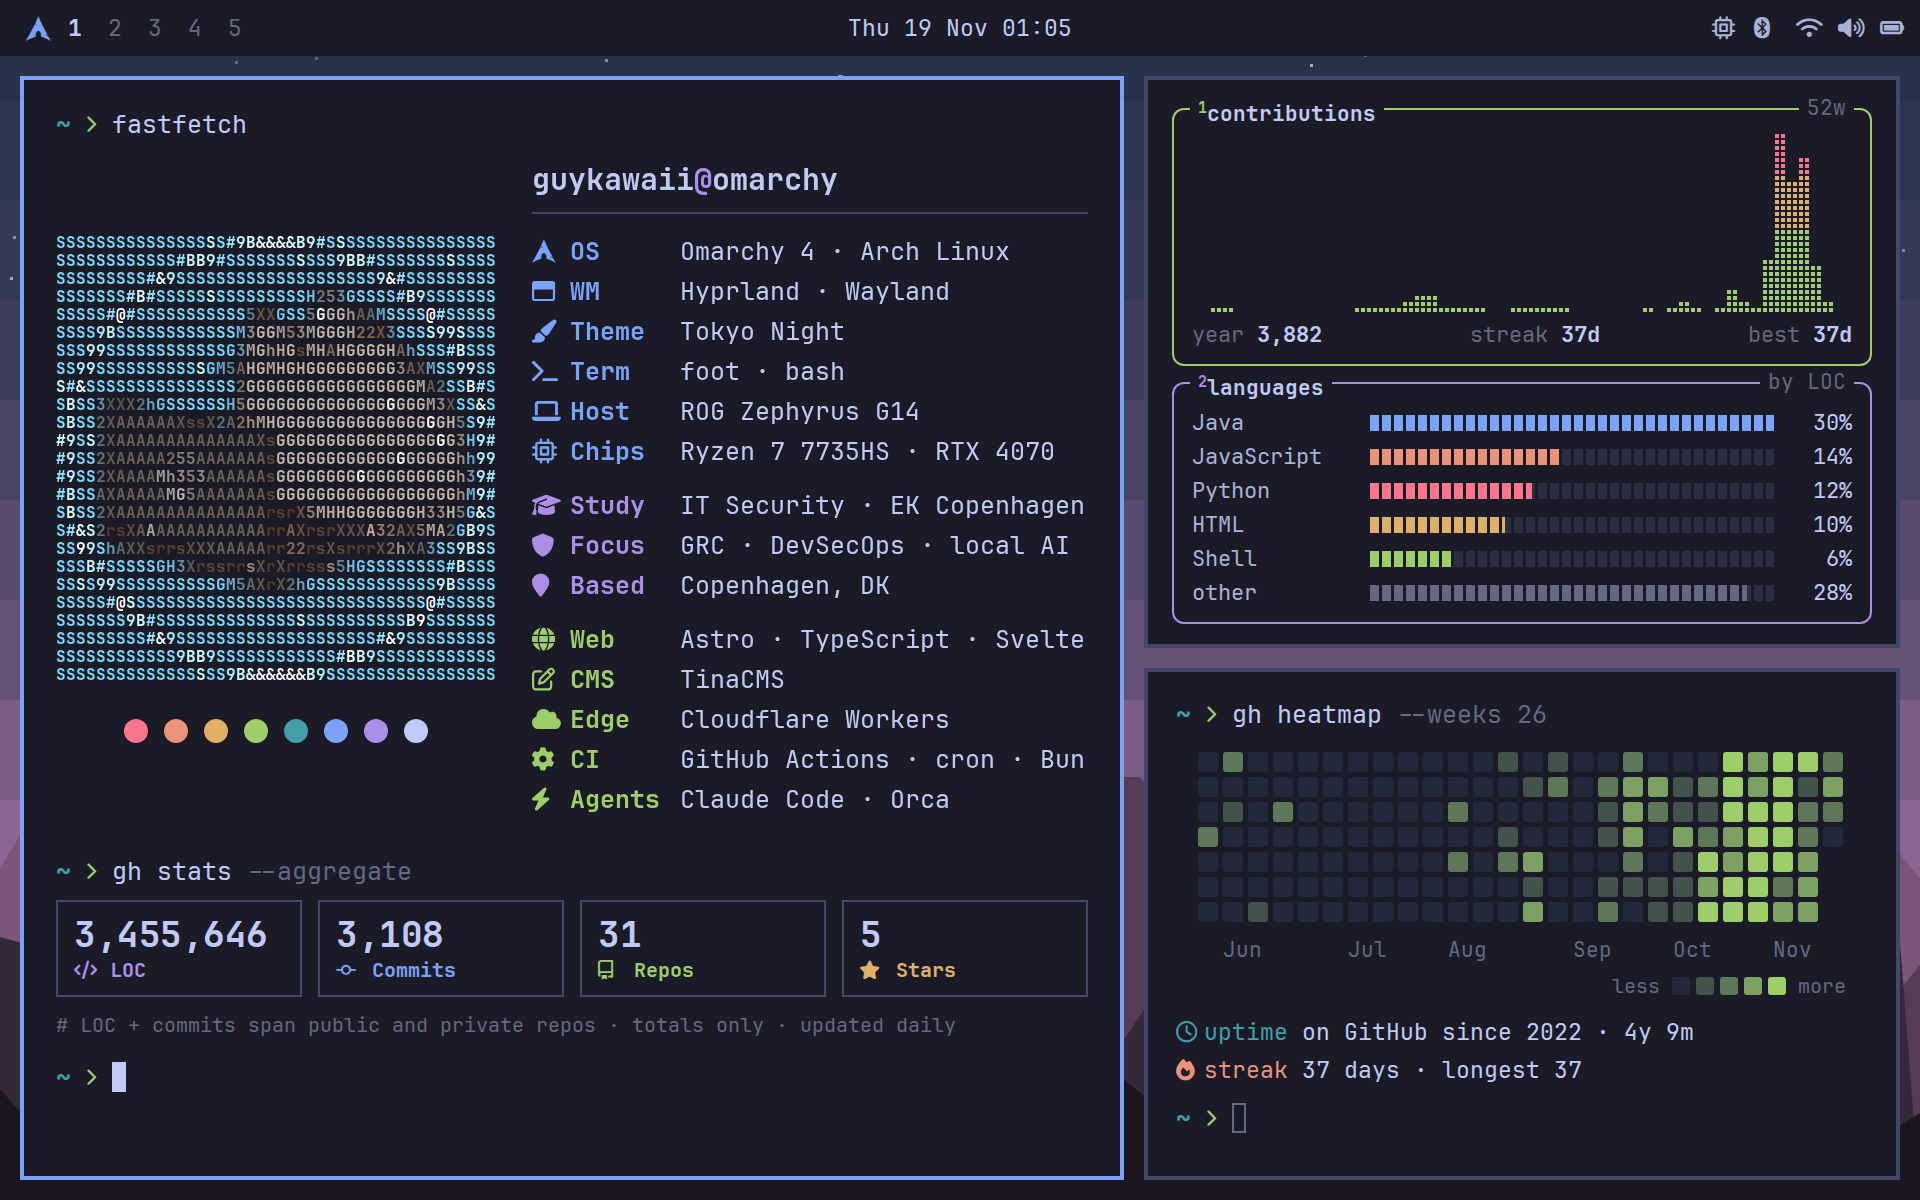 1 2 3 4 5
Thu 19 Nov 01:05
~ > fastfetch
guykawaii@omarchy
OS Omarchy 4 · Arch Linux
WM Hyprland · Wayland
Theme Tokyo Night
Term foot · bash
Host ROG Zephyrus G14
Chips Ryzen 7 7735HS · RTX 4070
Study IT Security · EK Copenhagen
Focus GRC · DevSecOps · local AI
Based Copenhagen, DK
Web Astro · TypeScript · Svelte
CMS TinaCMS
Edge Cloudflare Workers
CI GitHub Actions · cron · Bun
Agents Claude Code · Orca
~ > gh stats --aggregate
3,455,646
LOC
3,108
Commits
31
Repos
5
Stars
# LOC + commits span public and private repos · totals only · updated daily
~ >
1contributions 52w
year 3,882 streak 37d best 37d
2languages by LOC
Java 30%
JavaScript 14%
Python 12%
HTML 10%
Shell 6%
other 28%
~ > gh heatmap --weeks 26
Jun Jul Aug Sep Oct Nov
less more
uptime on GitHub since 2022 · 4y 9m
streak 37 days · longest 37
~ >